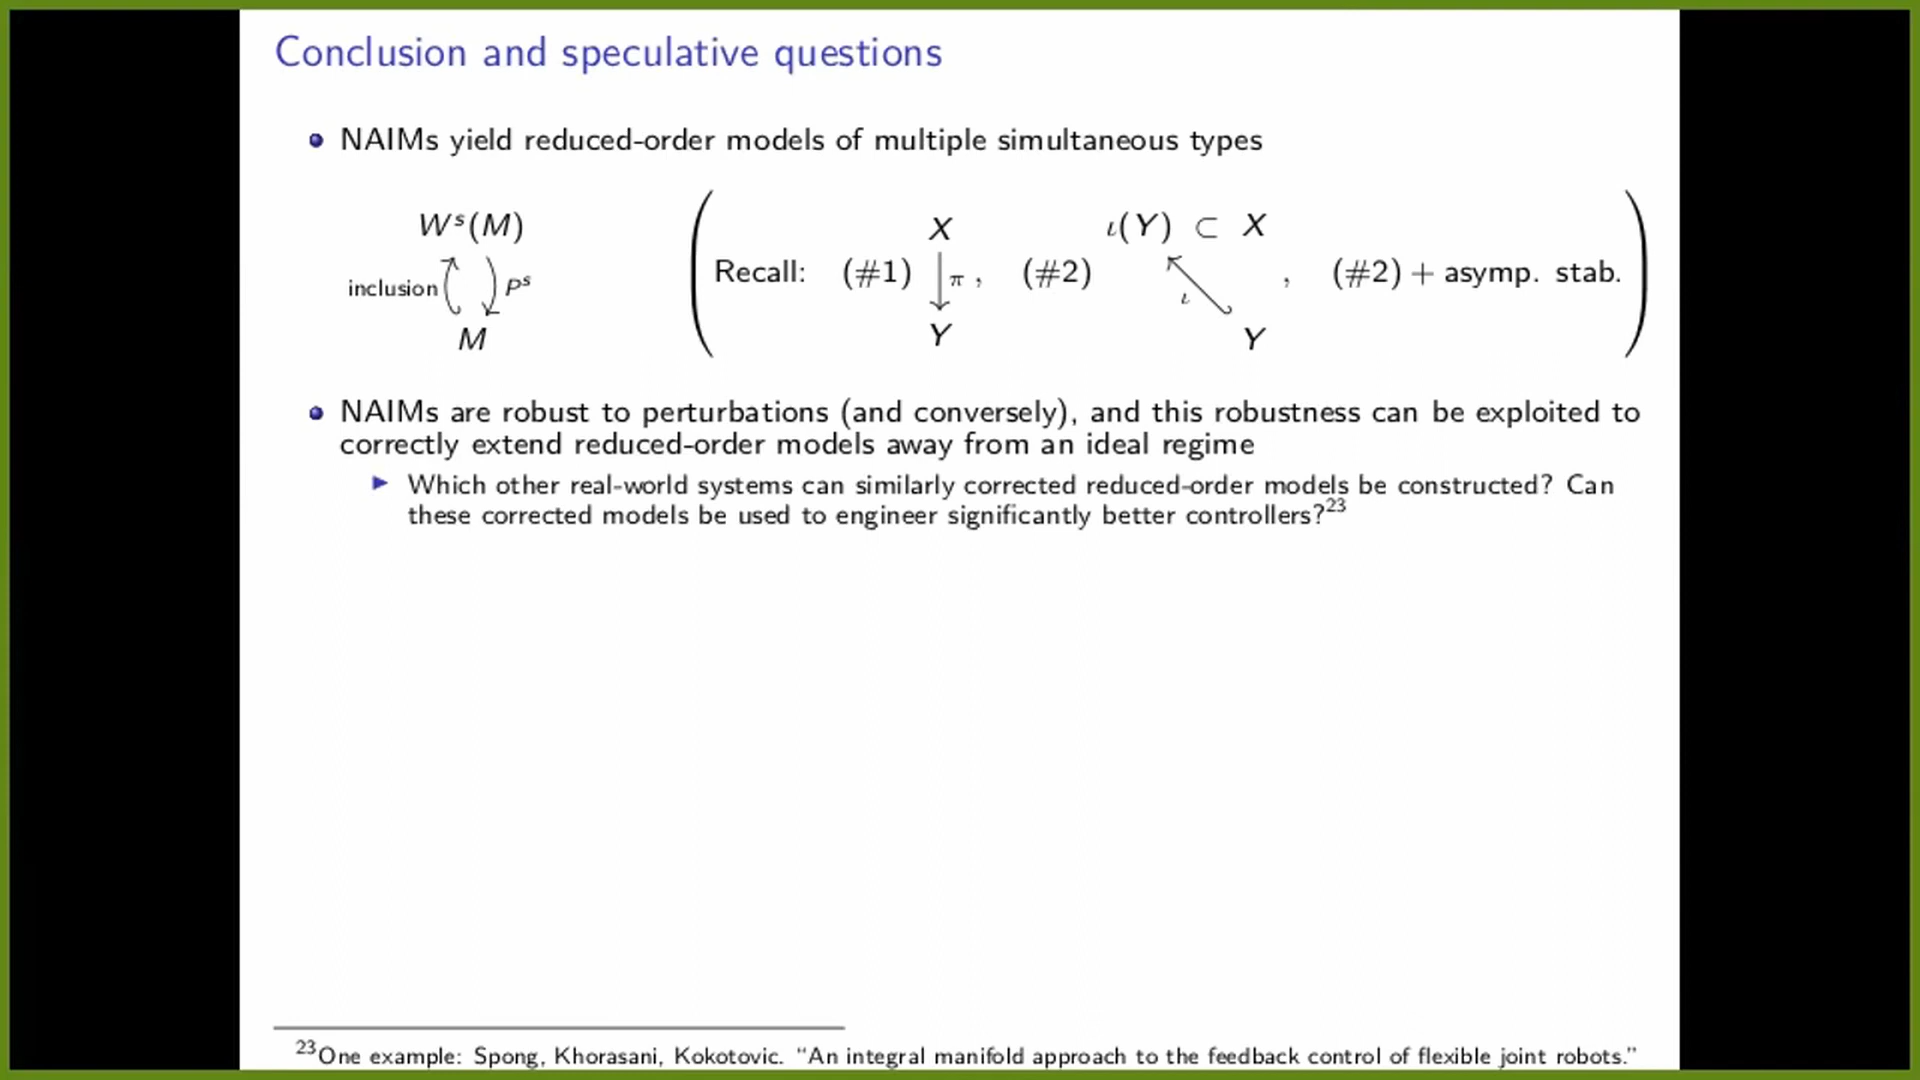 Conclusion and speculative questions
NAIMs yield reduced-order models of multiple simultaneous types
Wˢ(M)
inclusion Pˢ
M
X ι(Y) ⊂ X
Recall: (#1) π , (#2) ι , (#2) + asymp. stab.
Y Y
NAIMs are robust to perturbations (and conversely), and this robustness can be exploited to
correctly extend reduced-order models away from an ideal regime
Which other real-world systems can similarly corrected reduced-order models be constructed? Can
these corrected models be used to engineer significantly better controllers?²³
²³One example: Spong, Khorasani, Kokotovic. “An integral manifold approach to the feedback control of flexible joint robots.”